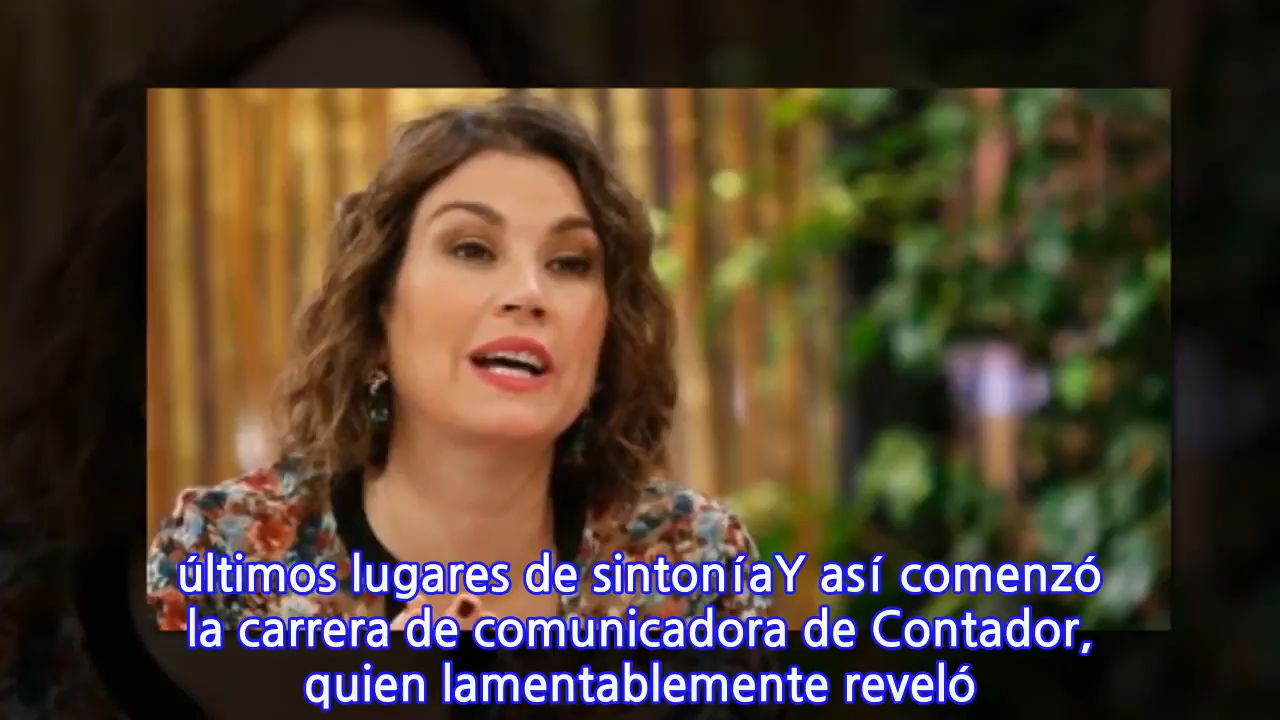 últimos lugares de sintoníaY así comenzó
la carrera de comunicadora de Contador,
quien lamentablemente reveló